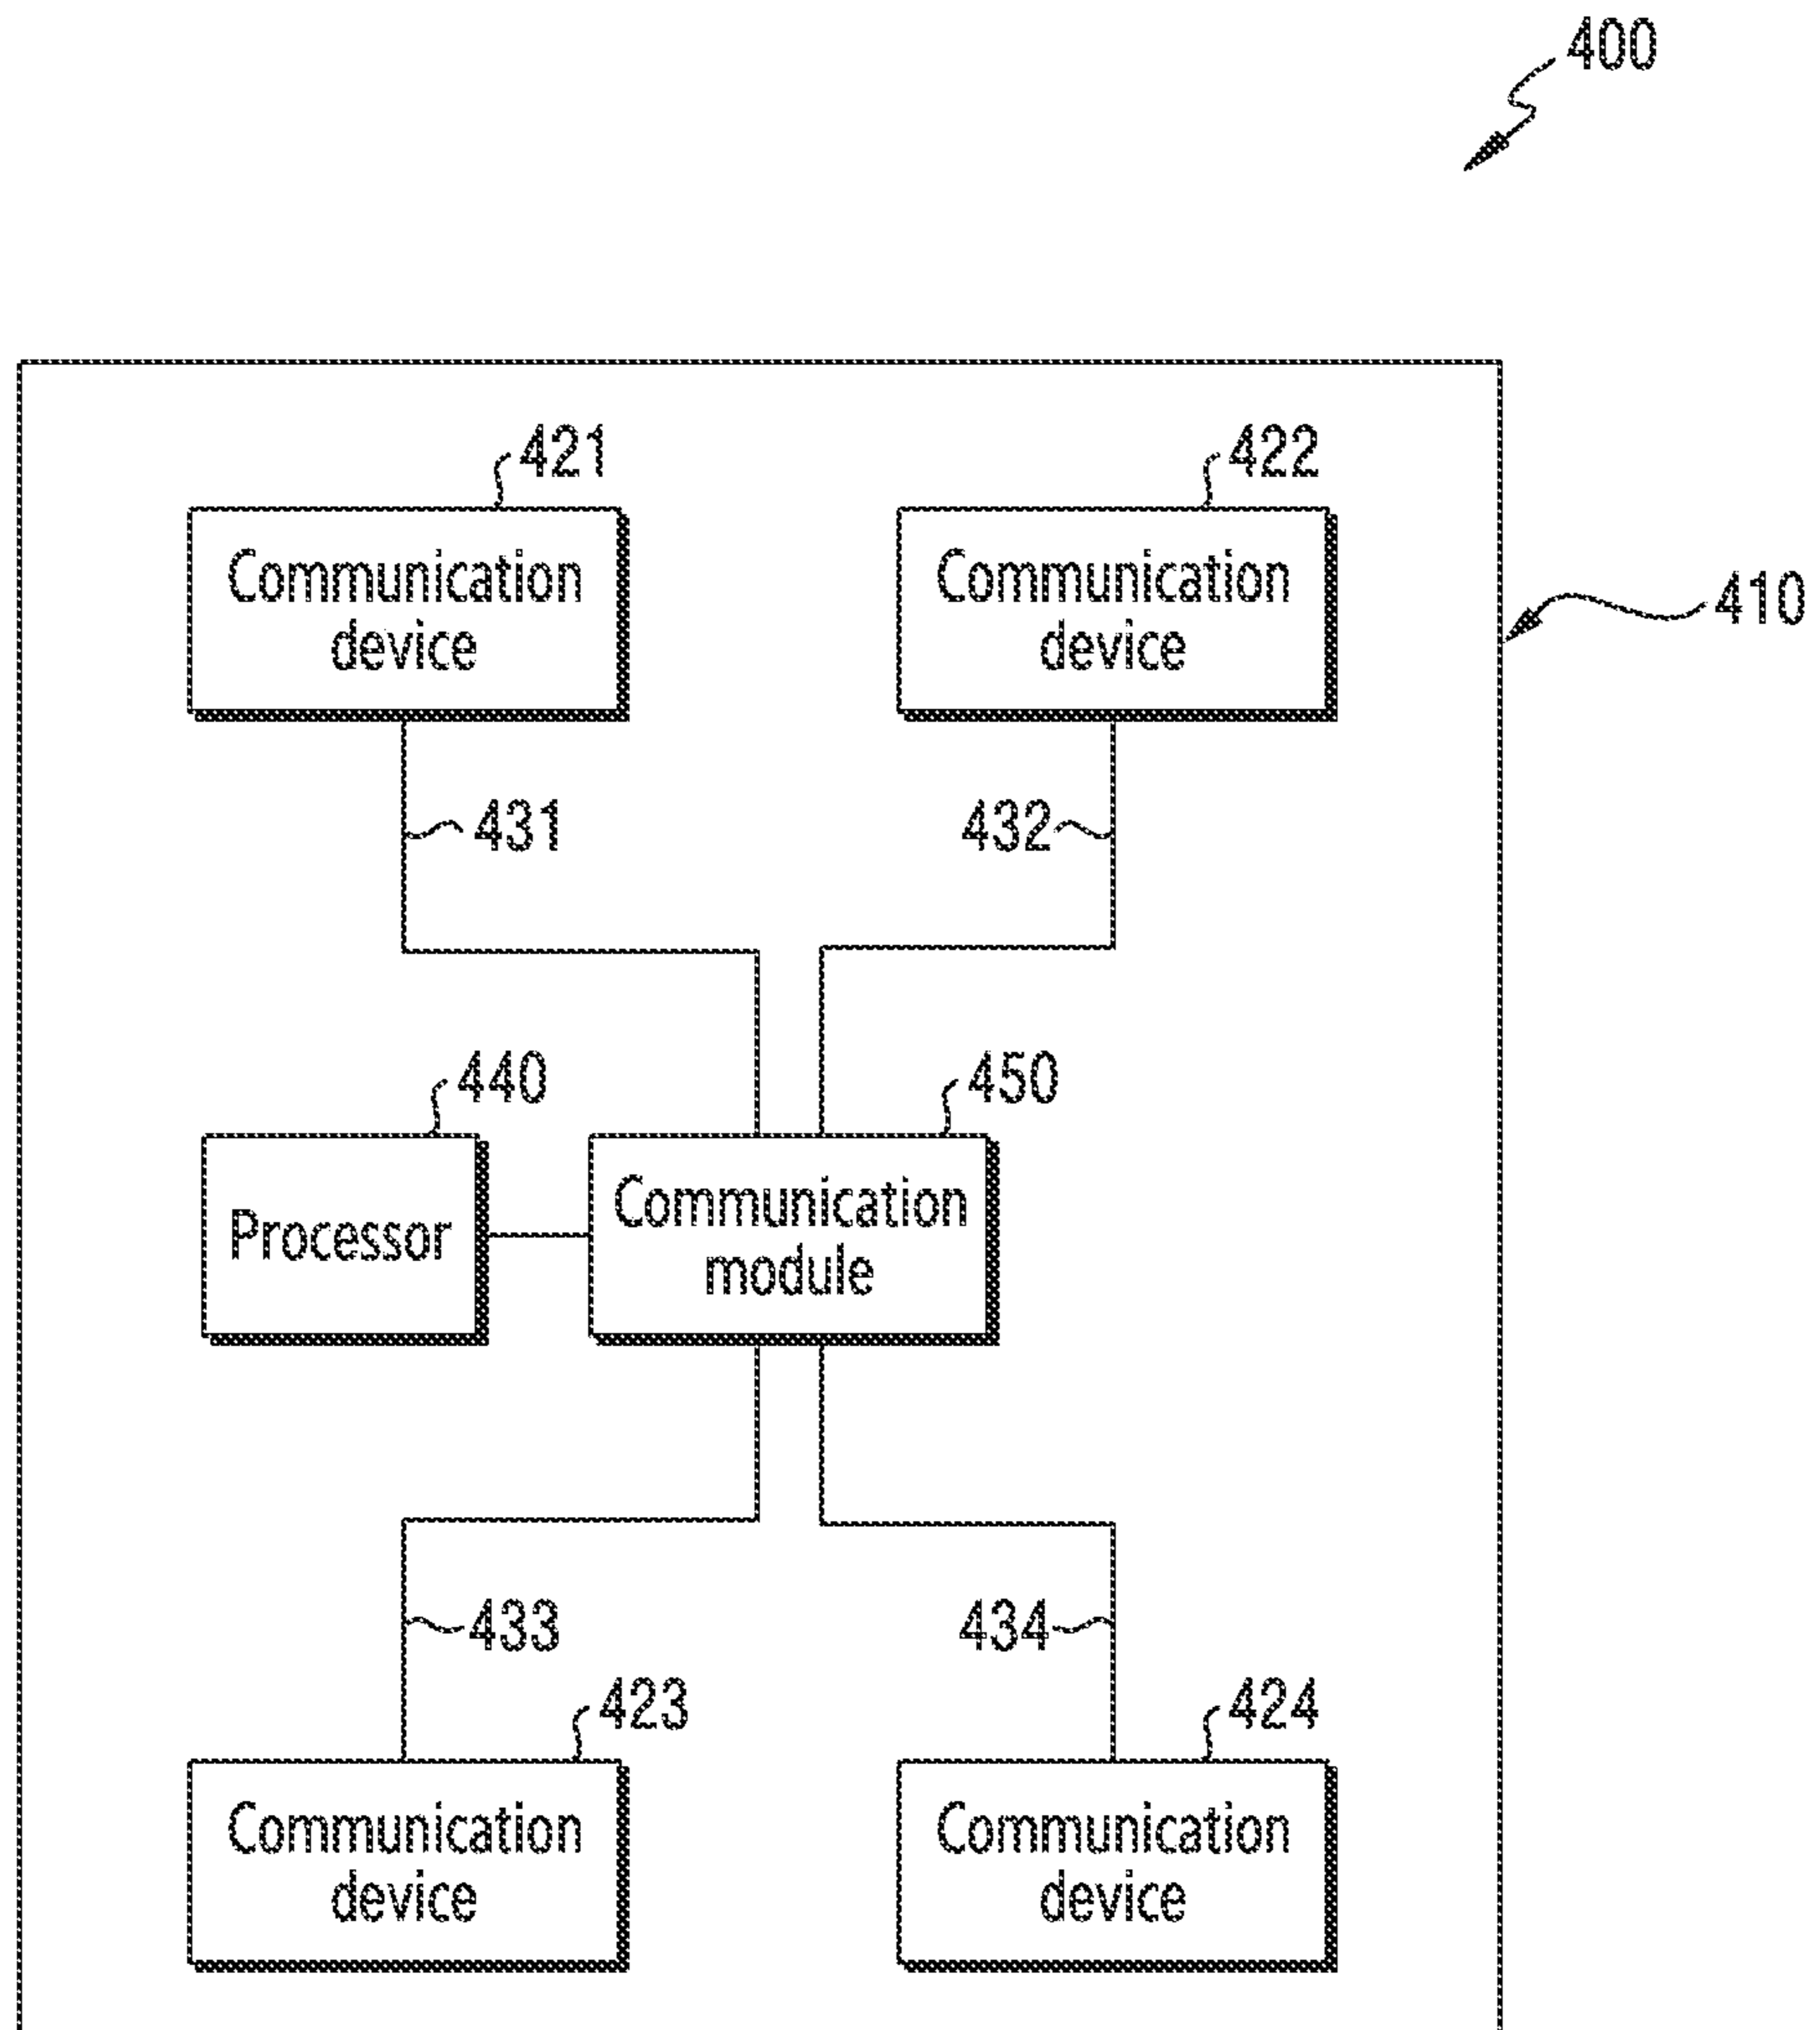 400
421
422
Communication
device
Communication
device
410
431
432
440
450
Processor
Communication
module
433
434
423
424
Communication
device
Communication
device